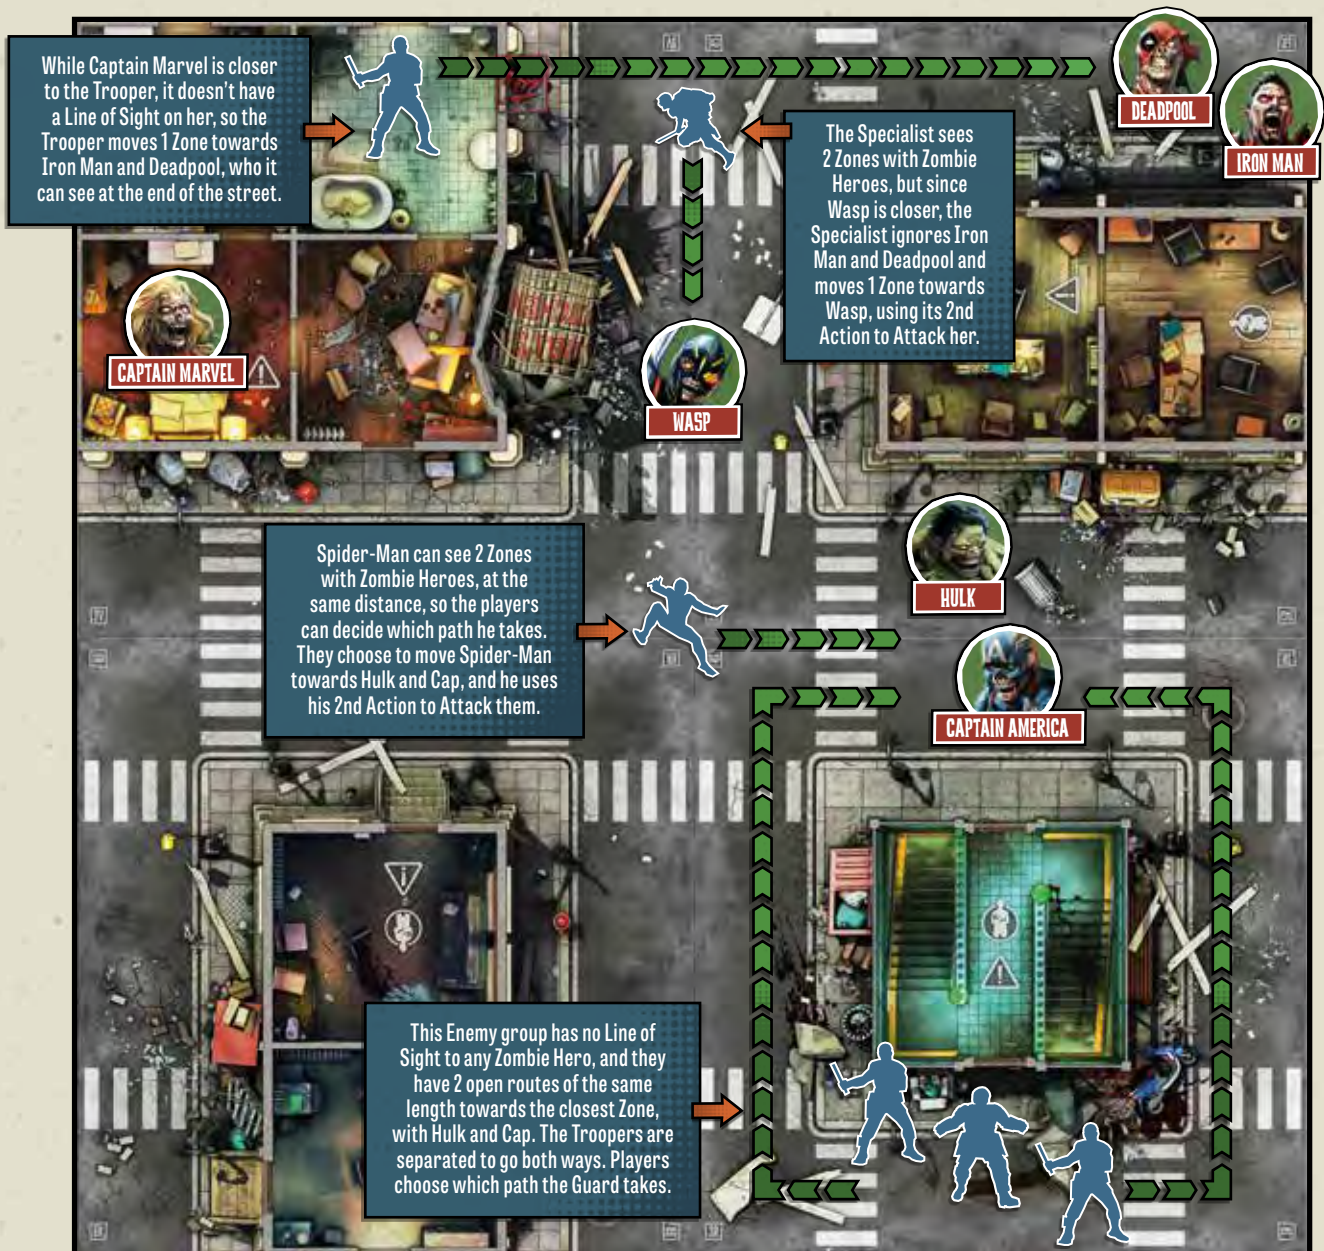 While Captain Marvel is closer
to the Trooper, it doesn't have
a Line of Sight on her, so the
Trooper moves 1 Zone towards
Iron Man and Deadpool, who it
can see at the end of the street.
DEADPOOL
IRON MAN
The Specialist sees
2 Zones with Zombie
Heroes, but since
Wasp is closer, the
Specialist ignores Iron
Man and Deadpool and
moves 1 Zone towards
Wasp, using its 2nd
Action to Attack her.
CAPTAIN MARVEL
WASP
Spider-Man can see 2 Zones
with Zombie Heroes, at the
same distance, so the players
can decide which path he takes.
They choose to move Spider-Man
towards Hulk and Cap, and he uses
his 2nd Action to Attack them.
HULK
CAPTAIN AMERICA
This Enemy group has no Line of
Sight to any Zombie Hero, and they
have 2 open routes of the same
length towards the closest Zone,
with Hulk and Cap. The Troopers are
separated to go both ways. Players
choose which path the Guard takes.